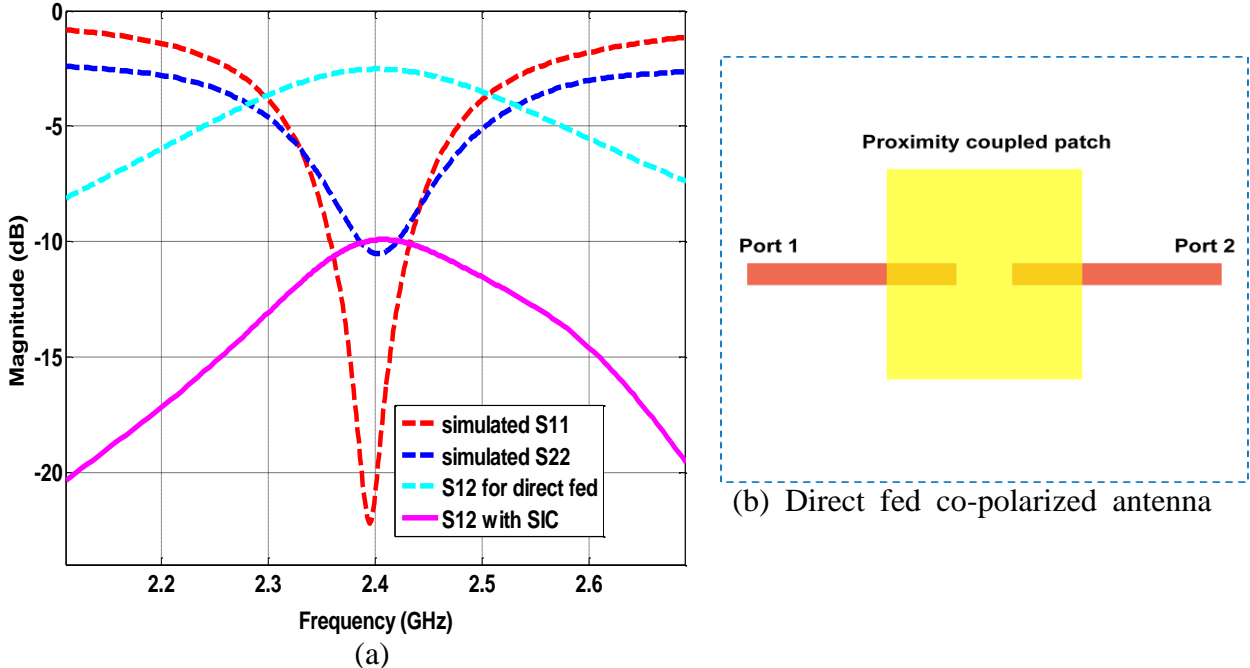 0
-5
-10
-15
-20
Magnitude (dB)
simulated S11
simulated S22
S12 for direct fed
S12 with SIC
2.2 2.3 2.4 2.5 2.6
Frequency (GHz)
(a)
Proximity coupled patch
Port 1 Port 2
(b) Direct fed co-polarized antenna